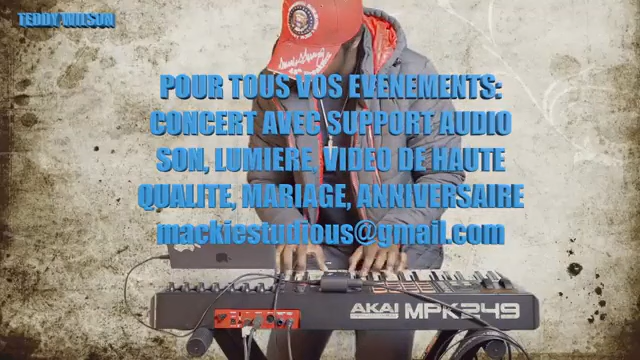 TEDDY WILSON
POUR TOUS VOS EVENEMENTS:
CONCERT AVEC SUPPORT AUDIO
SON, LUMIERE, VIDEO DE HAUTE
QUALITE, MARIAGE, ANNIVERSAIRE
mackiestudious@gmail.com
AKAI MPK249